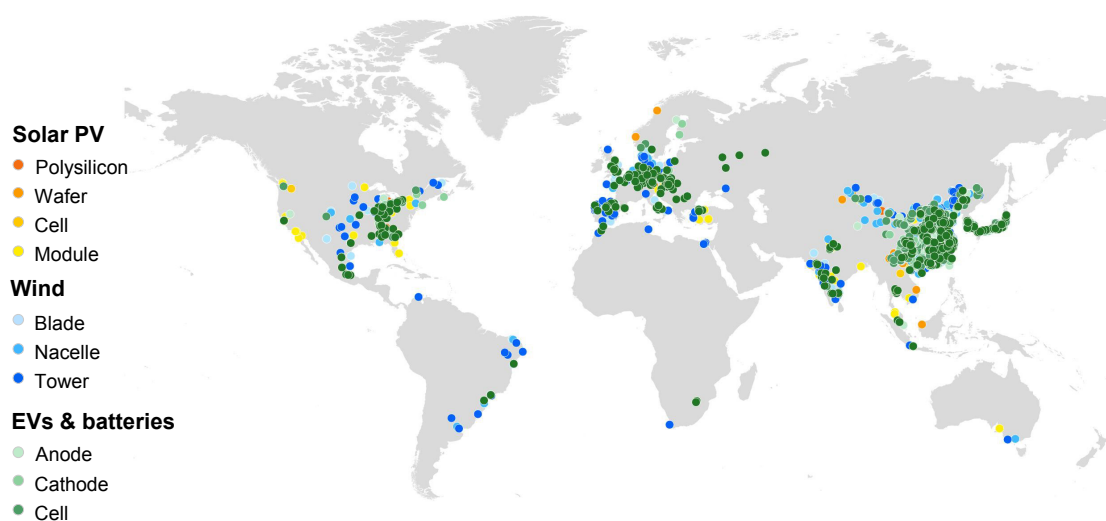 Solar PV
Polysilicon
Wafer
Cell
Module
Wind
Blade
Nacelle
Tower
EVs & batteries
Anode
Cathode
Cell